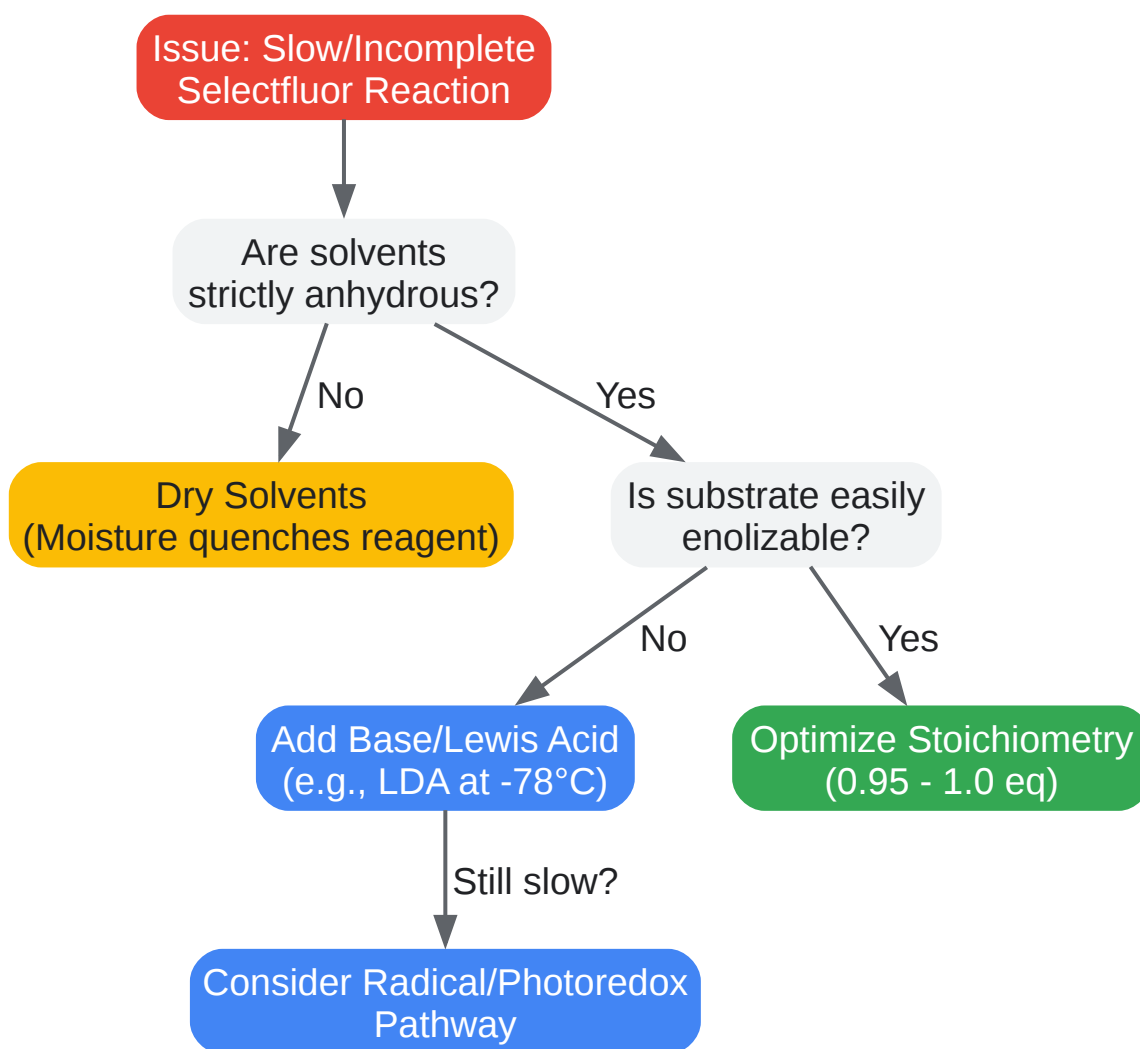 Issue: Slow/Incomplete
Selectfluor Reaction
Are solvents
strictly anhydrous?
No
Yes
Dry Solvents
(Moisture quenches reagent)
Is substrate easily
enolizable?
No
Yes
Add Base/Lewis Acid
(e.g., LDA at -78°C)
Optimize Stoichiometry
(0.95 - 1.0 eq)
Still slow?
Consider Radical/Photoredox
Pathway